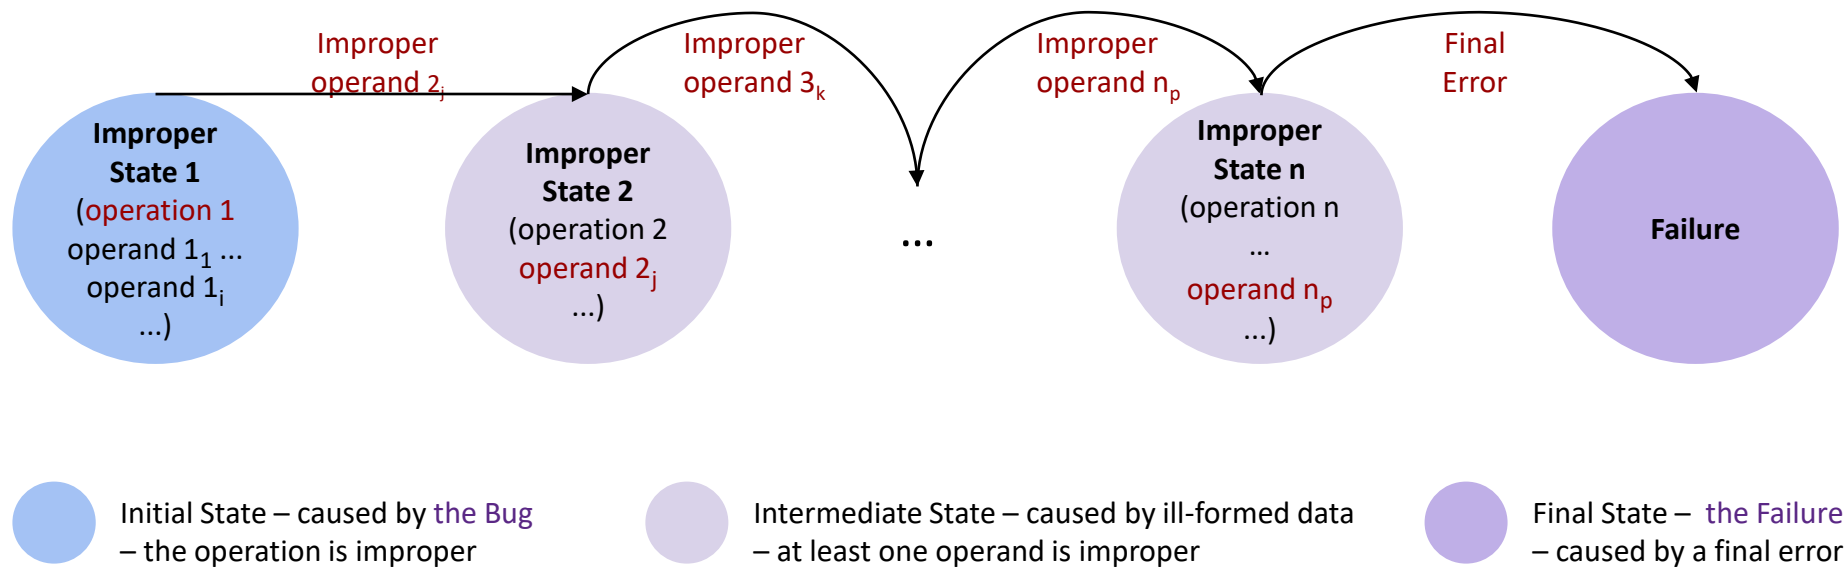 Improper
operand 2j
Improper
operand 3k
Improper
operand np
Final
Error
Improper
State 1
(operation 1
operand 11 ...
operand 1i
...)
Improper
State 2
(operation 2
operand 2j
...)
...
Improper
State n
(operation n
...
operand np
...)
Failure
Initial State – caused by the Bug
– the operation is improper
Intermediate State – caused by ill-formed data
– at least one operand is improper
Final State – the Failure
– caused by a final error